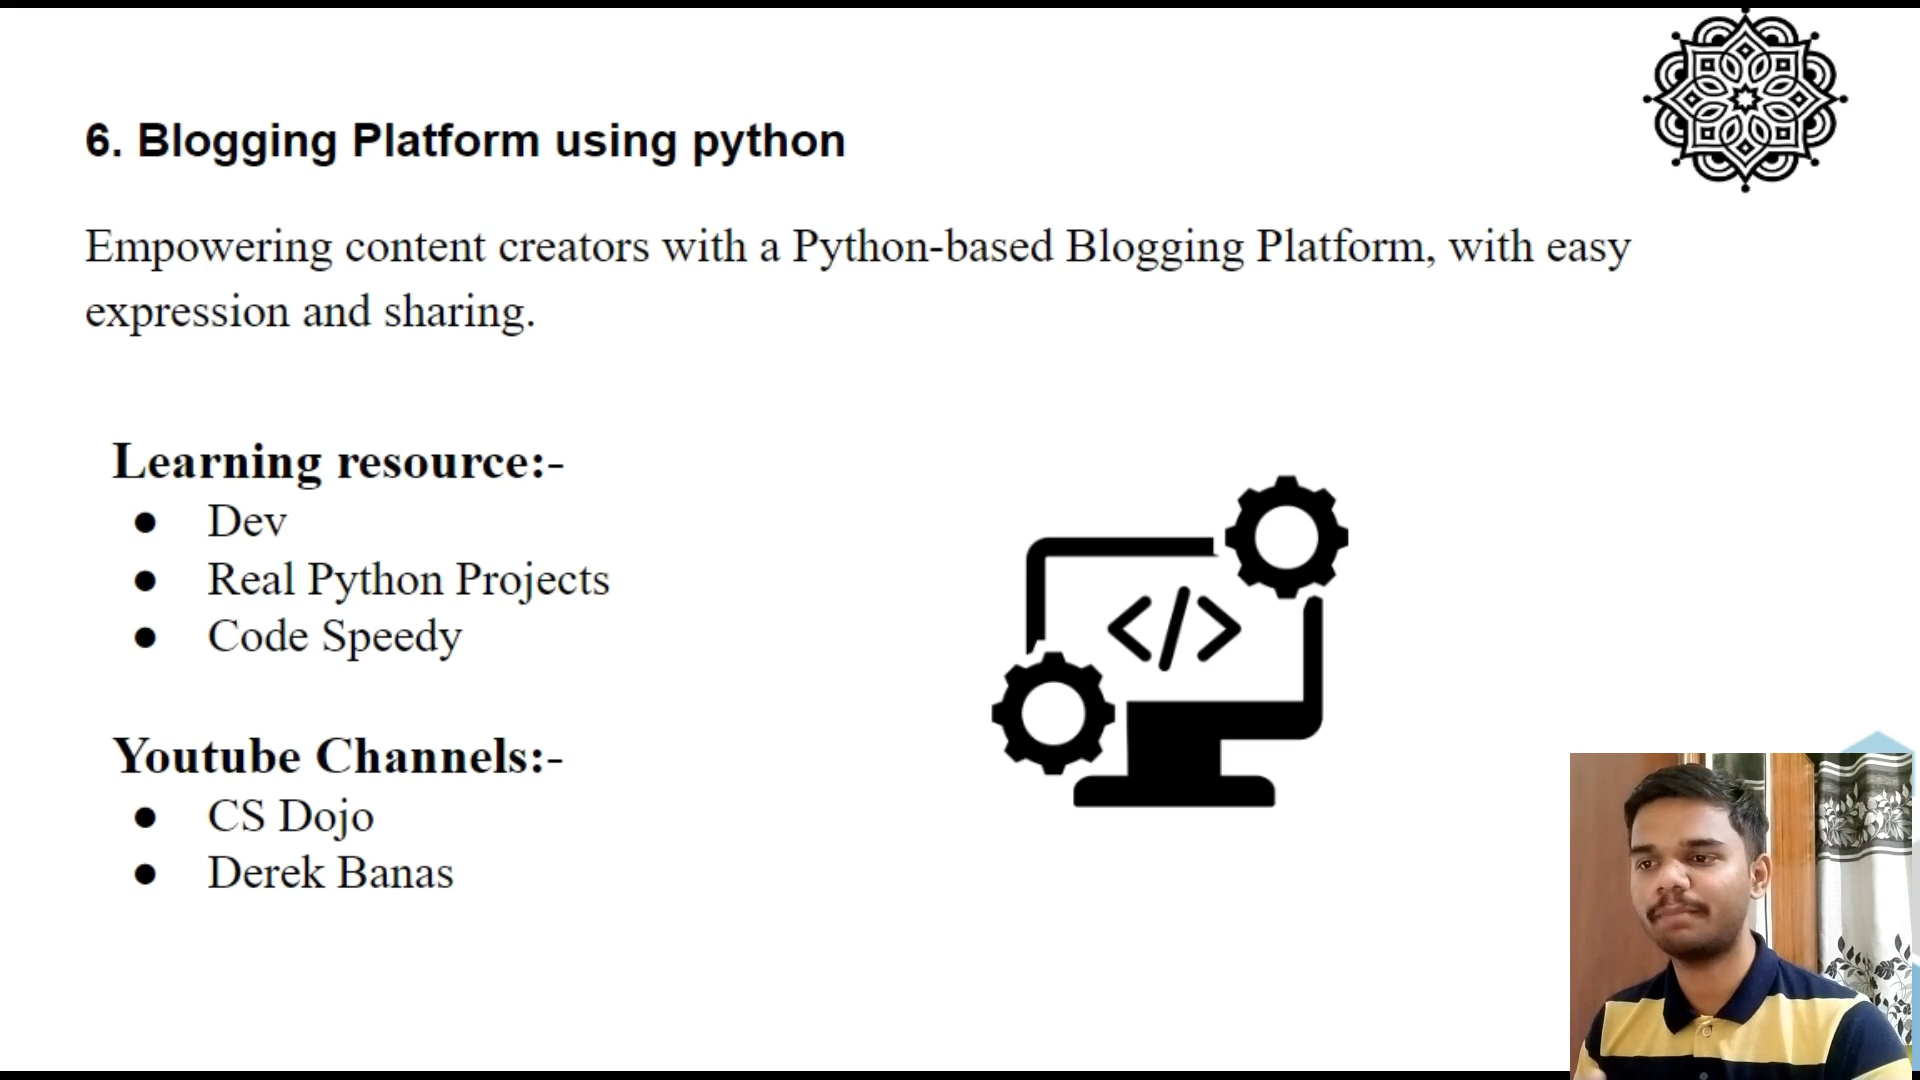 6. Blogging Platform using python
Empowering content creators with a Python-based Blogging Platform, with easy
expression and sharing.
Learning resource:-
● Dev
● Real Python Projects
● Code Speedy
</>
Youtube Channels:-
● CS Dojo
● Derek Banas